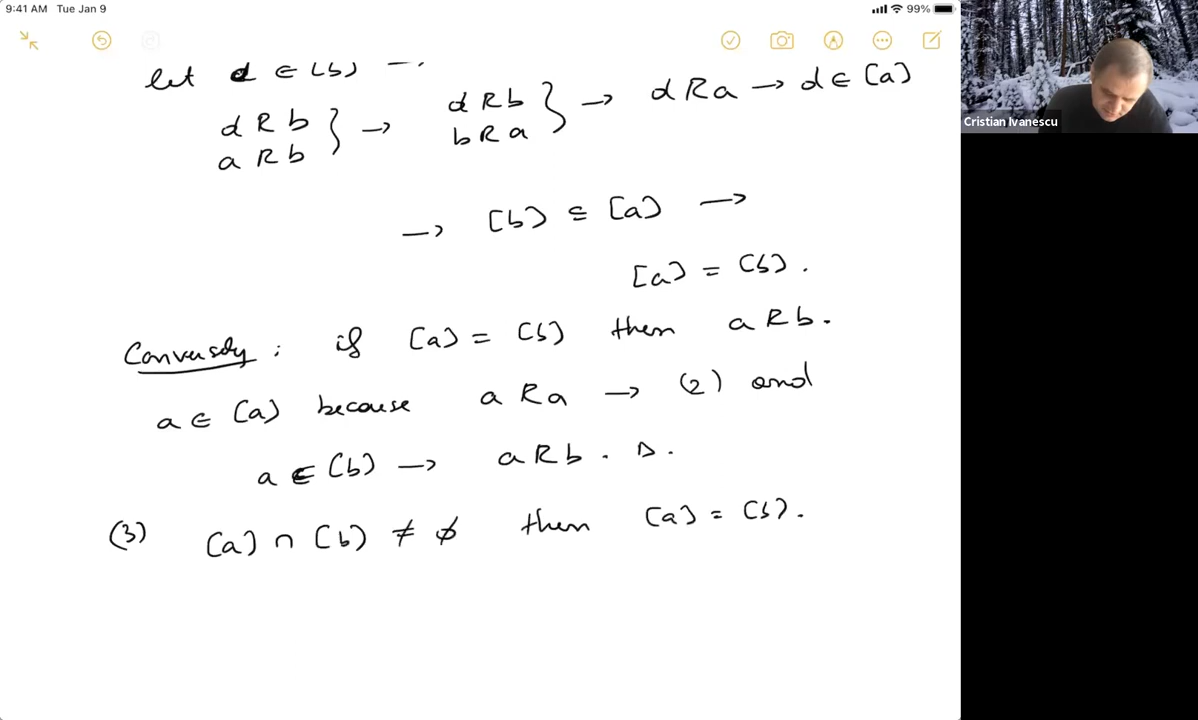 9:41 AM Tue Jan 9
99%
let d ∈ [b] →.
d R b } → d R b } → d R a → d ∈ [a]
a R b b R a
→ [b] ⊆ [a] →
[a] = [b].
Conversely: if [a] = [b] then a R b.
a ∈ [a] because a R a → (2) and
a ∈ [b] → a R b. Δ.
(3) [a] ∩ [b] ≠ ∅ then [a] = [b].
Cristian Ivanescu